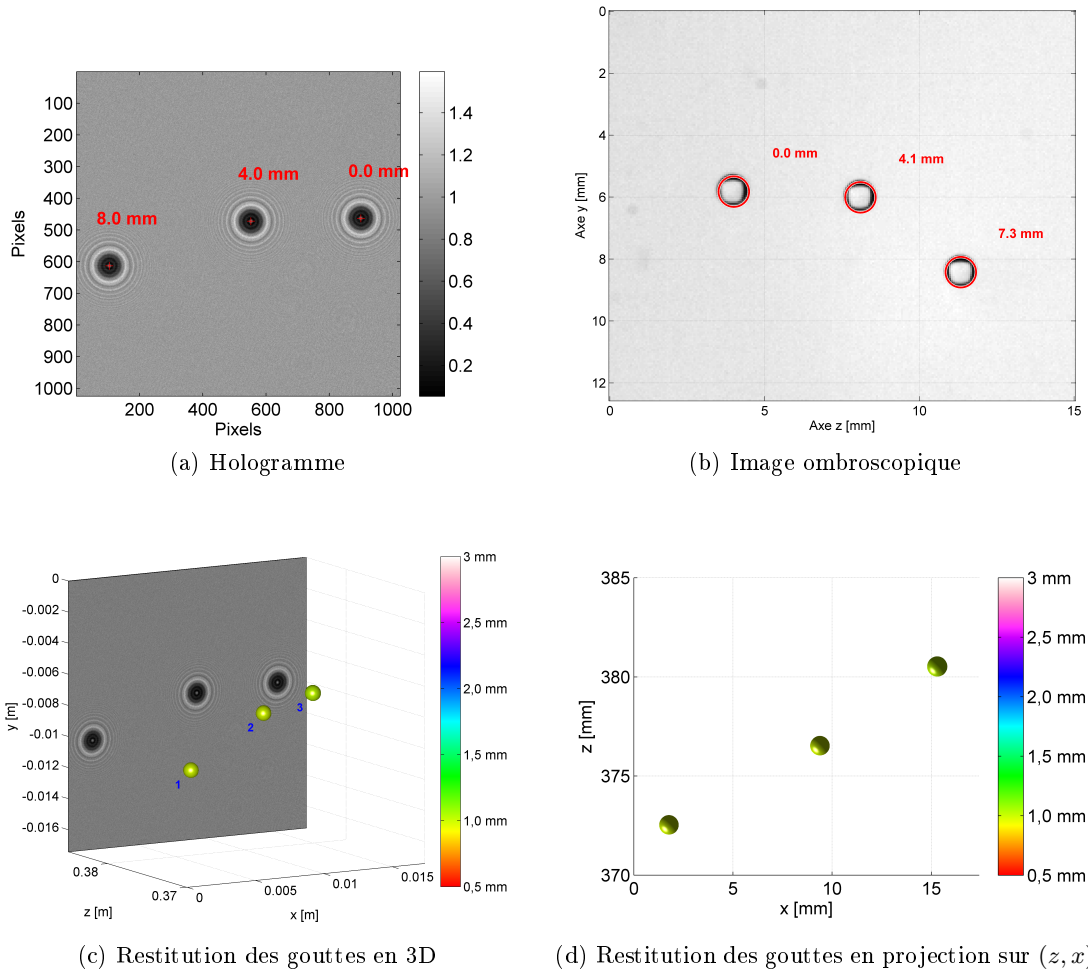 100
200
300
400
500
600
700
800
900
1000
Pixels
200
400
600
800
1000
Pixels
8.0 mm
4.0 mm
0.0 mm
1.4
1.2
1
0.8
0.6
0.4
0.2
(a) Hologramme
0
2
4
6
8
10
12
Axe y [mm]
0
5
10
15
Axe z [mm]
0.0 mm
4.1 mm
7.3 mm
(b) Image ombroscopique
0
-0.002
-0.004
-0.006
-0.008
-0.01
-0.012
-0.014
-0.016
y [m]
0.38
0.37
z [m]
0
0.005
0.01
0.015
x [m]
1
2
3
3 mm
2,5 mm
2,0 mm
1,5 mm
1,0 mm
0,5 mm
(c) Restitution des gouttes en 3D
385
380
375
370
z [mm]
0
5
10
15
x [mm]
3 mm
2,5 mm
2,0 mm
1,5 mm
1,0 mm
0,5 mm
(d) Restitution des gouttes en projection sur (z, x)